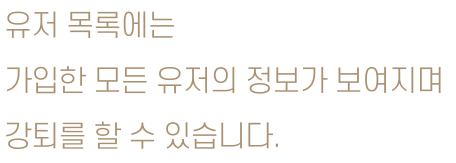 유저 목록에는
가입한 모든 유저의 정보가 보여지며
강퇴를 할 수 있습니다.